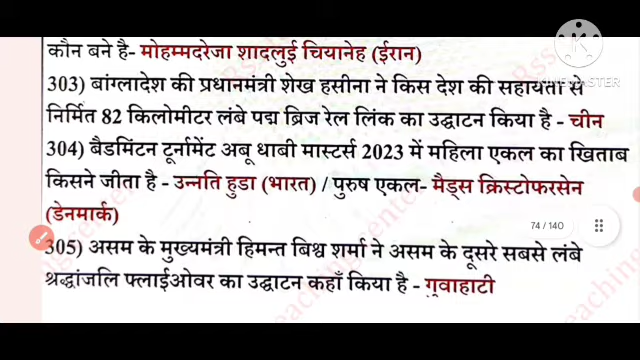 कौन बने है- मोहम्मदरेजा शादलुई चियानेह (ईरान)
303) बांग्लादेश की प्रधानमंत्री शेख हसीना ने किस देश की सहायता से
निर्मित 82 किलोमीटर लंबे पद्म ब्रिज रेल लिंक का उद्घाटन किया है - चीन
304) बैडमिंटन टूर्नामेंट अबू धाबी मास्टर्स 2023 में महिला एकल का खिताब
किसने जीता है - उन्नति हुडा (भारत) / पुरुष एकल- मैड्स क्रिस्टोफरसेन
(डेनमार्क)
74 / 140
305) असम के मुख्यमंत्री हिमन्त बिश्व शर्मा ने असम के दूसरे सबसे लंबे
श्रद्धांजलि फ्लाईओवर का उद्घाटन कहाँ किया है - गुवाहाटी
KINEMASTER